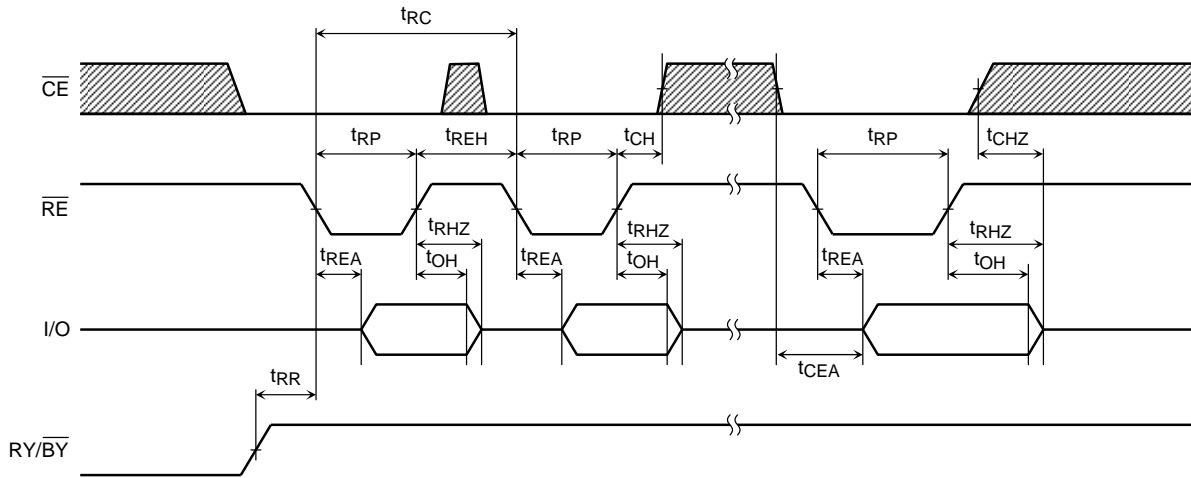 tRC
CE
tRP tREH tRP tCH tRP tCHZ
RE
tRHZ tRHZ tRHZ
tREA tOH tREA tOH tREA tOH
I/O
tCEA
tRR
RY/BY